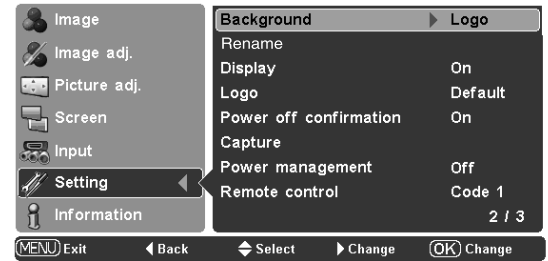 Image
Image adj.
Picture adj.
Screen
Input
Setting
Information
Background Logo
Rename
Display On
Logo Default
Power off confirmation On
Capture
Power management Off
Remote control Code 1
2 / 3
MENU Exit Back Select Change OK Change